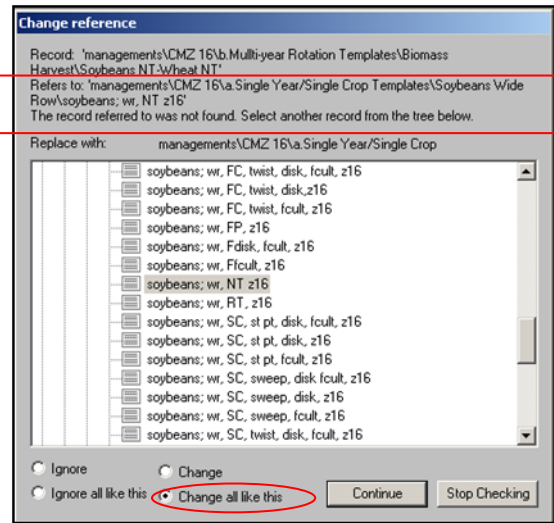 Change reference
Record: 'managements\CMZ 16\b.Mullti-year Rotation Templates\Biomass
Harvest\Soybeans NT-Wheat NT'
Refers to: 'managements\CMZ 16\a.Single Year/Single Crop Templates\Soybeans Wide
Row\soybeans; wr, NT z16'
The record referred to was not found. Select another record from the tree below.
Replace with: managements\CMZ 16\a.Single Year/Single Crop
soybeans; wr, FC, twist, disk, fcult, z16
soybeans; wr, FC, twist, disk,z16
soybeans; wr, FC, twist, fcult, z16
soybeans; wr, FP, z16
soybeans; wr, Fdisk, fcult, z16
soybeans; wr, Ffcult, z16
soybeans; wr, NT z16
soybeans; wr, RT, z16
soybeans; wr, SC, st pt, disk, fcult, z16
soybeans; wr, SC, st pt, disk, z16
soybeans; wr, SC, st pt, fcult, z16
soybeans; wr, SC, sweep, disk fcult, z16
soybeans; wr, SC, sweep, disk, z16
soybeans; wr, SC, sweep, fcult, z16
soybeans; wr, SC, twist, disk, fcult, z16
Ignore Change
Ignore all like this Change all like this Continue Stop Checking